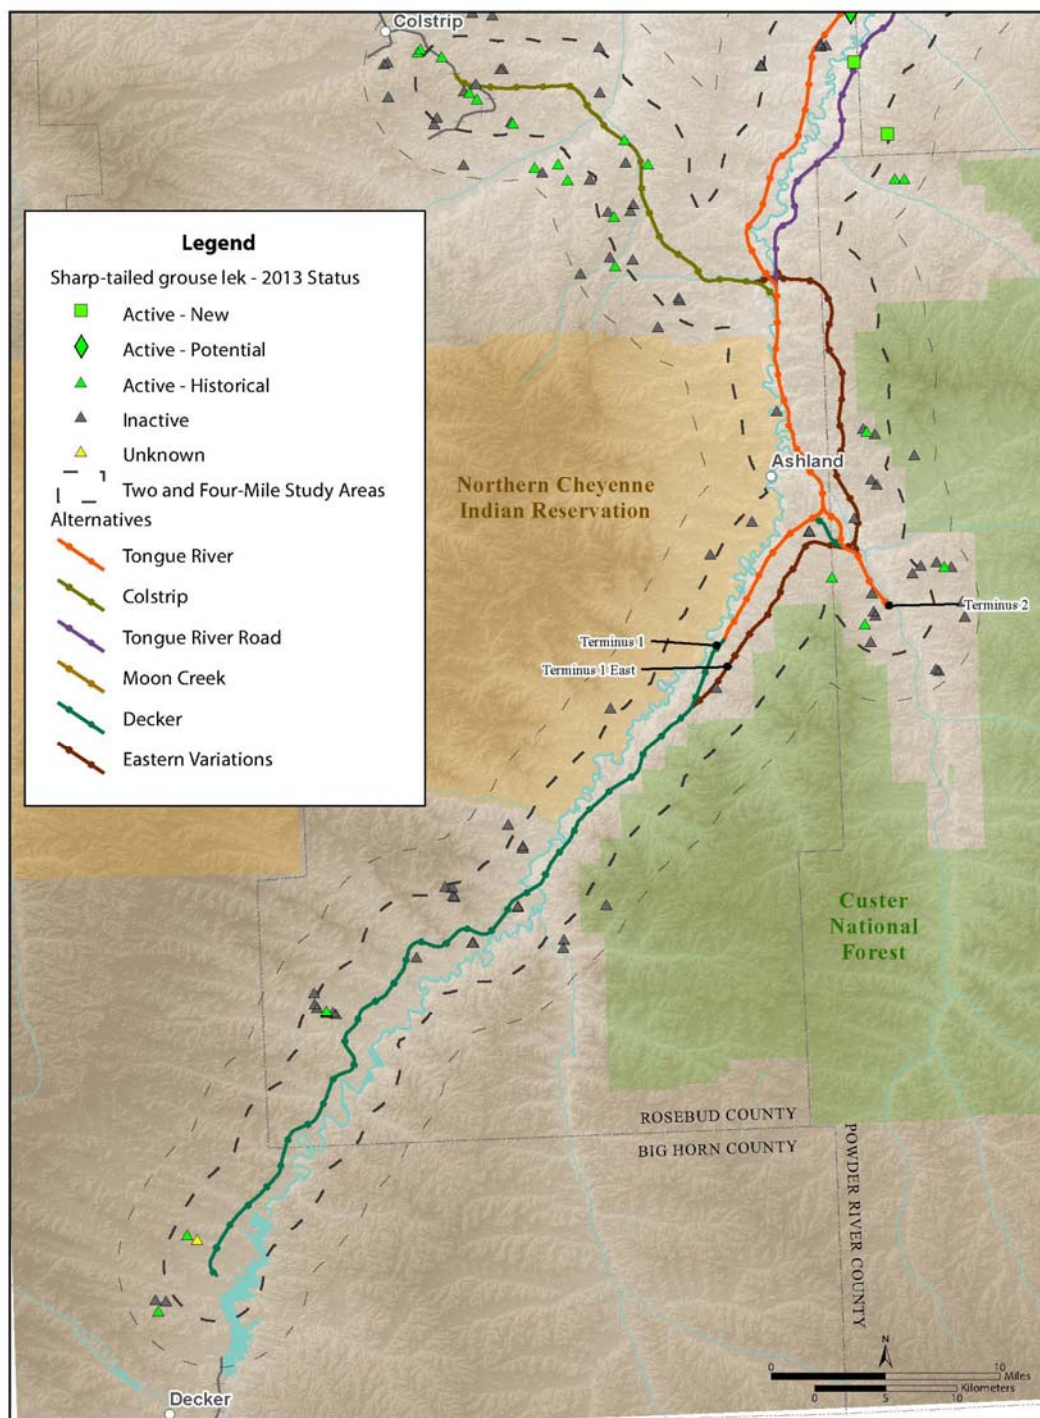 Colstrip
Legend
Sharp-tailed grouse lek - 2013 Status
Active - New
Active - Potential
Active - Historical
Inactive
Unknown
Two and Four-Mile Study Areas
Alternatives
Tongue River
Colstrip
Tongue River Road
Moon Creek
Decker
Eastern Variations
Ashland
Northern Cheyenne
Indian Reservation
Terminus 2
Terminus 1
Terminus 1 East
Custer
National
Forest
ROSEBUD COUNTY
BIG HORN COUNTY
POWDER RIVER COUNTY
N
0 10
Miles
Kilometers
0 5 10
Decker